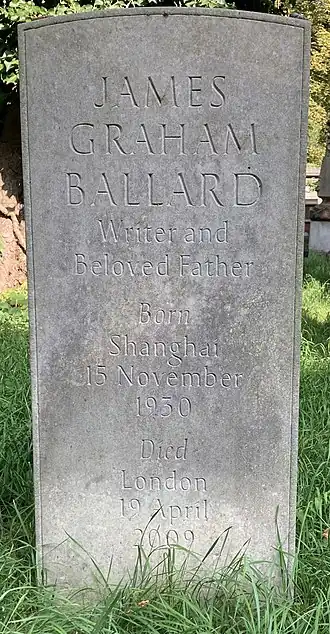 JAMES
GRAHAM
BALLARD
Writer and
Beloved Father
Born
Shanghai
15 November
1930
Died
London
19 April
2009